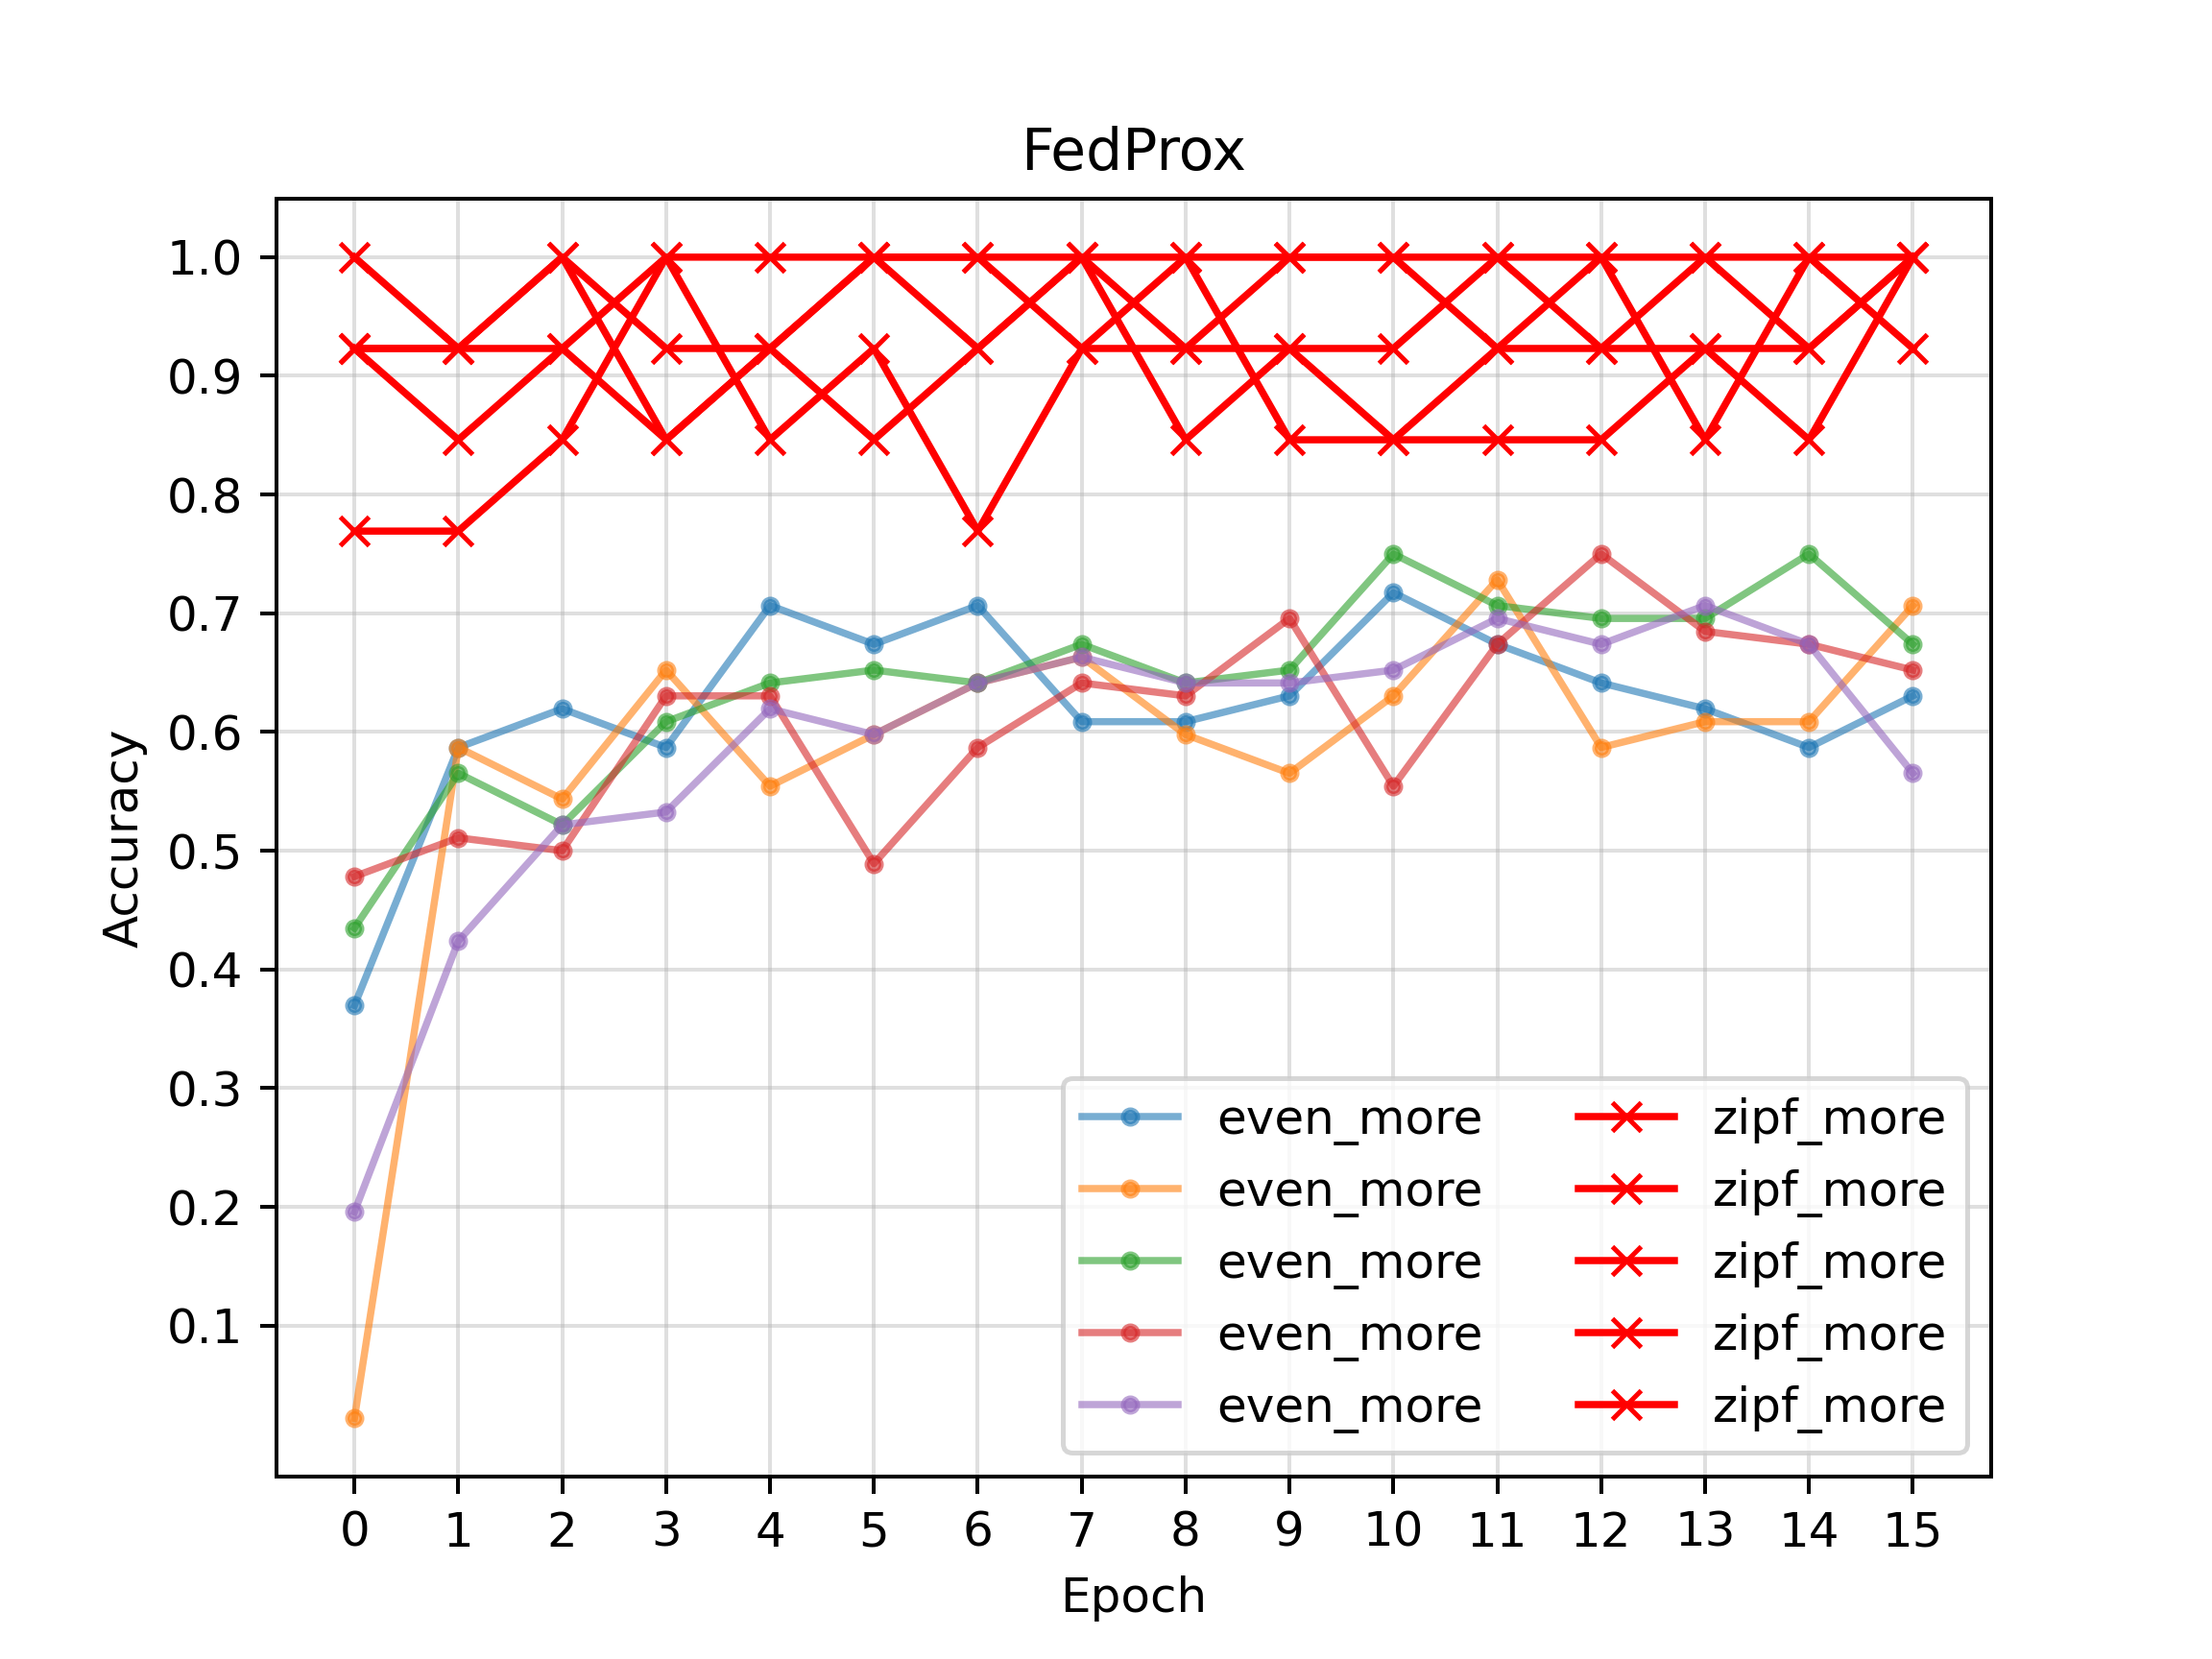 FedProx
1.0
0.9
0.8
0.7
0.6
0.5
0.4
0.3
0.2
0.1
Accuracy
even_more zipf_more
even_more zipf_more
even_more zipf_more
even_more zipf_more
even_more zipf_more
0 1 2 3 4 5 6 7 8 9 10 11 12 13 14 15
Epoch